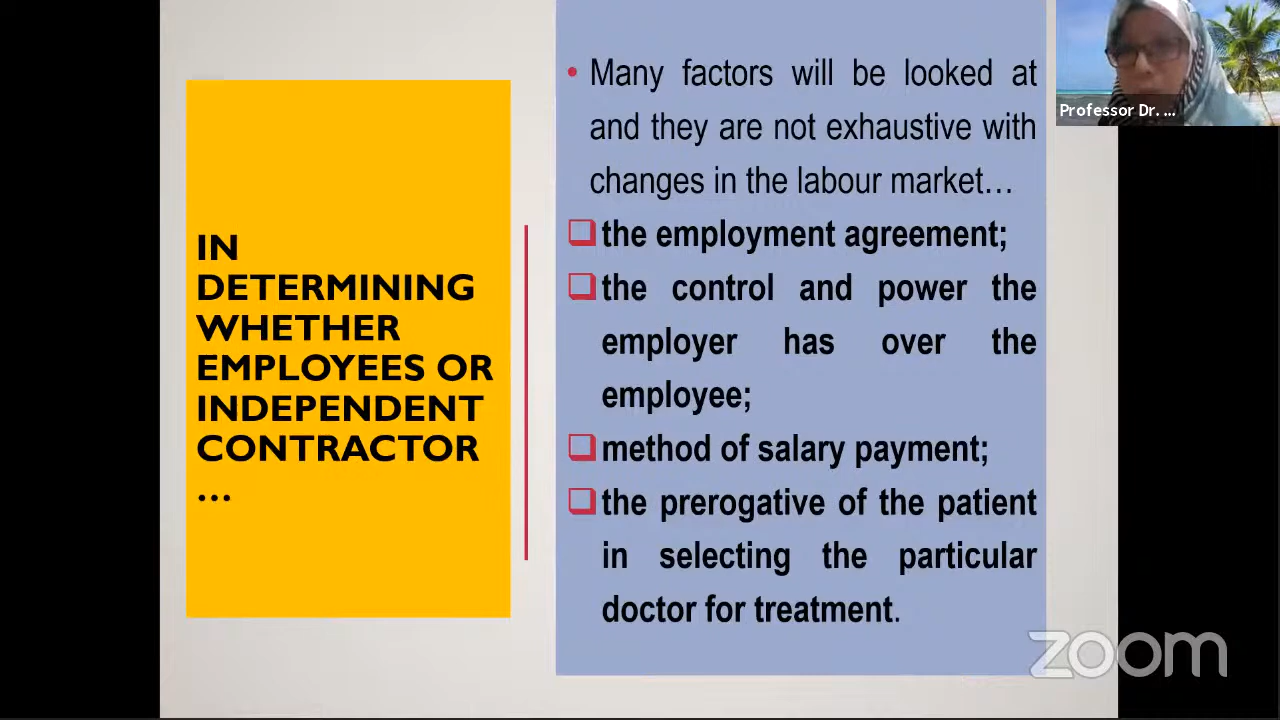 IN
DETERMINING
WHETHER
EMPLOYEES OR
INDEPENDENT
CONTRACTOR
…
• Many factors will be looked at
and they are not exhaustive with
changes in the labour market…
❑ the employment agreement;
❑ the control and power the
employer has over the
employee;
❑ method of salary payment;
❑ the prerogative of the patient
in selecting the particular
doctor for treatment.
Professor Dr. ...
zoom